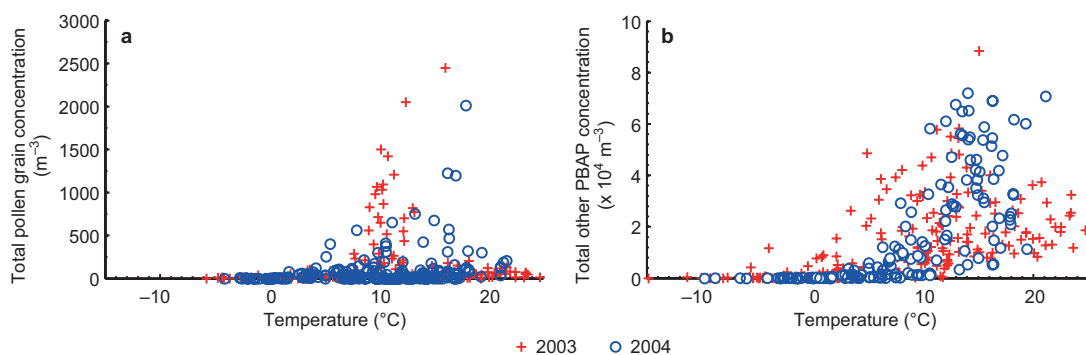 a
Total pollen grain concentration
(m⁻³)
3000
2500
2000
1500
1000
500
0
−10 0 10 20
Temperature (°C)
b
Total other PBAP concentration
(x 10⁴ m⁻³)
10
8
6
4
2
0
−10 0 10 20
Temperature (°C)
2003 2004